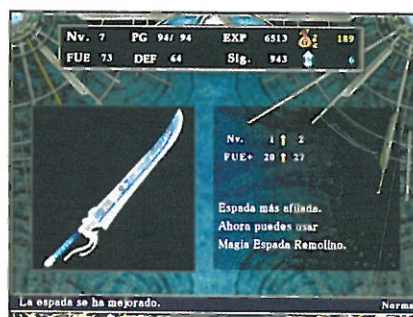 Nv. 7 PG 94/ 94 EXP 6513 2 189
FUE 73 DEF 64 Sig. 943 6
Nv. 1 2
FUE+ 20 27
Espada más afilada.
Ahora puedes usar
Magia Espada Remolino.
La espada se ha mejorado. Norma